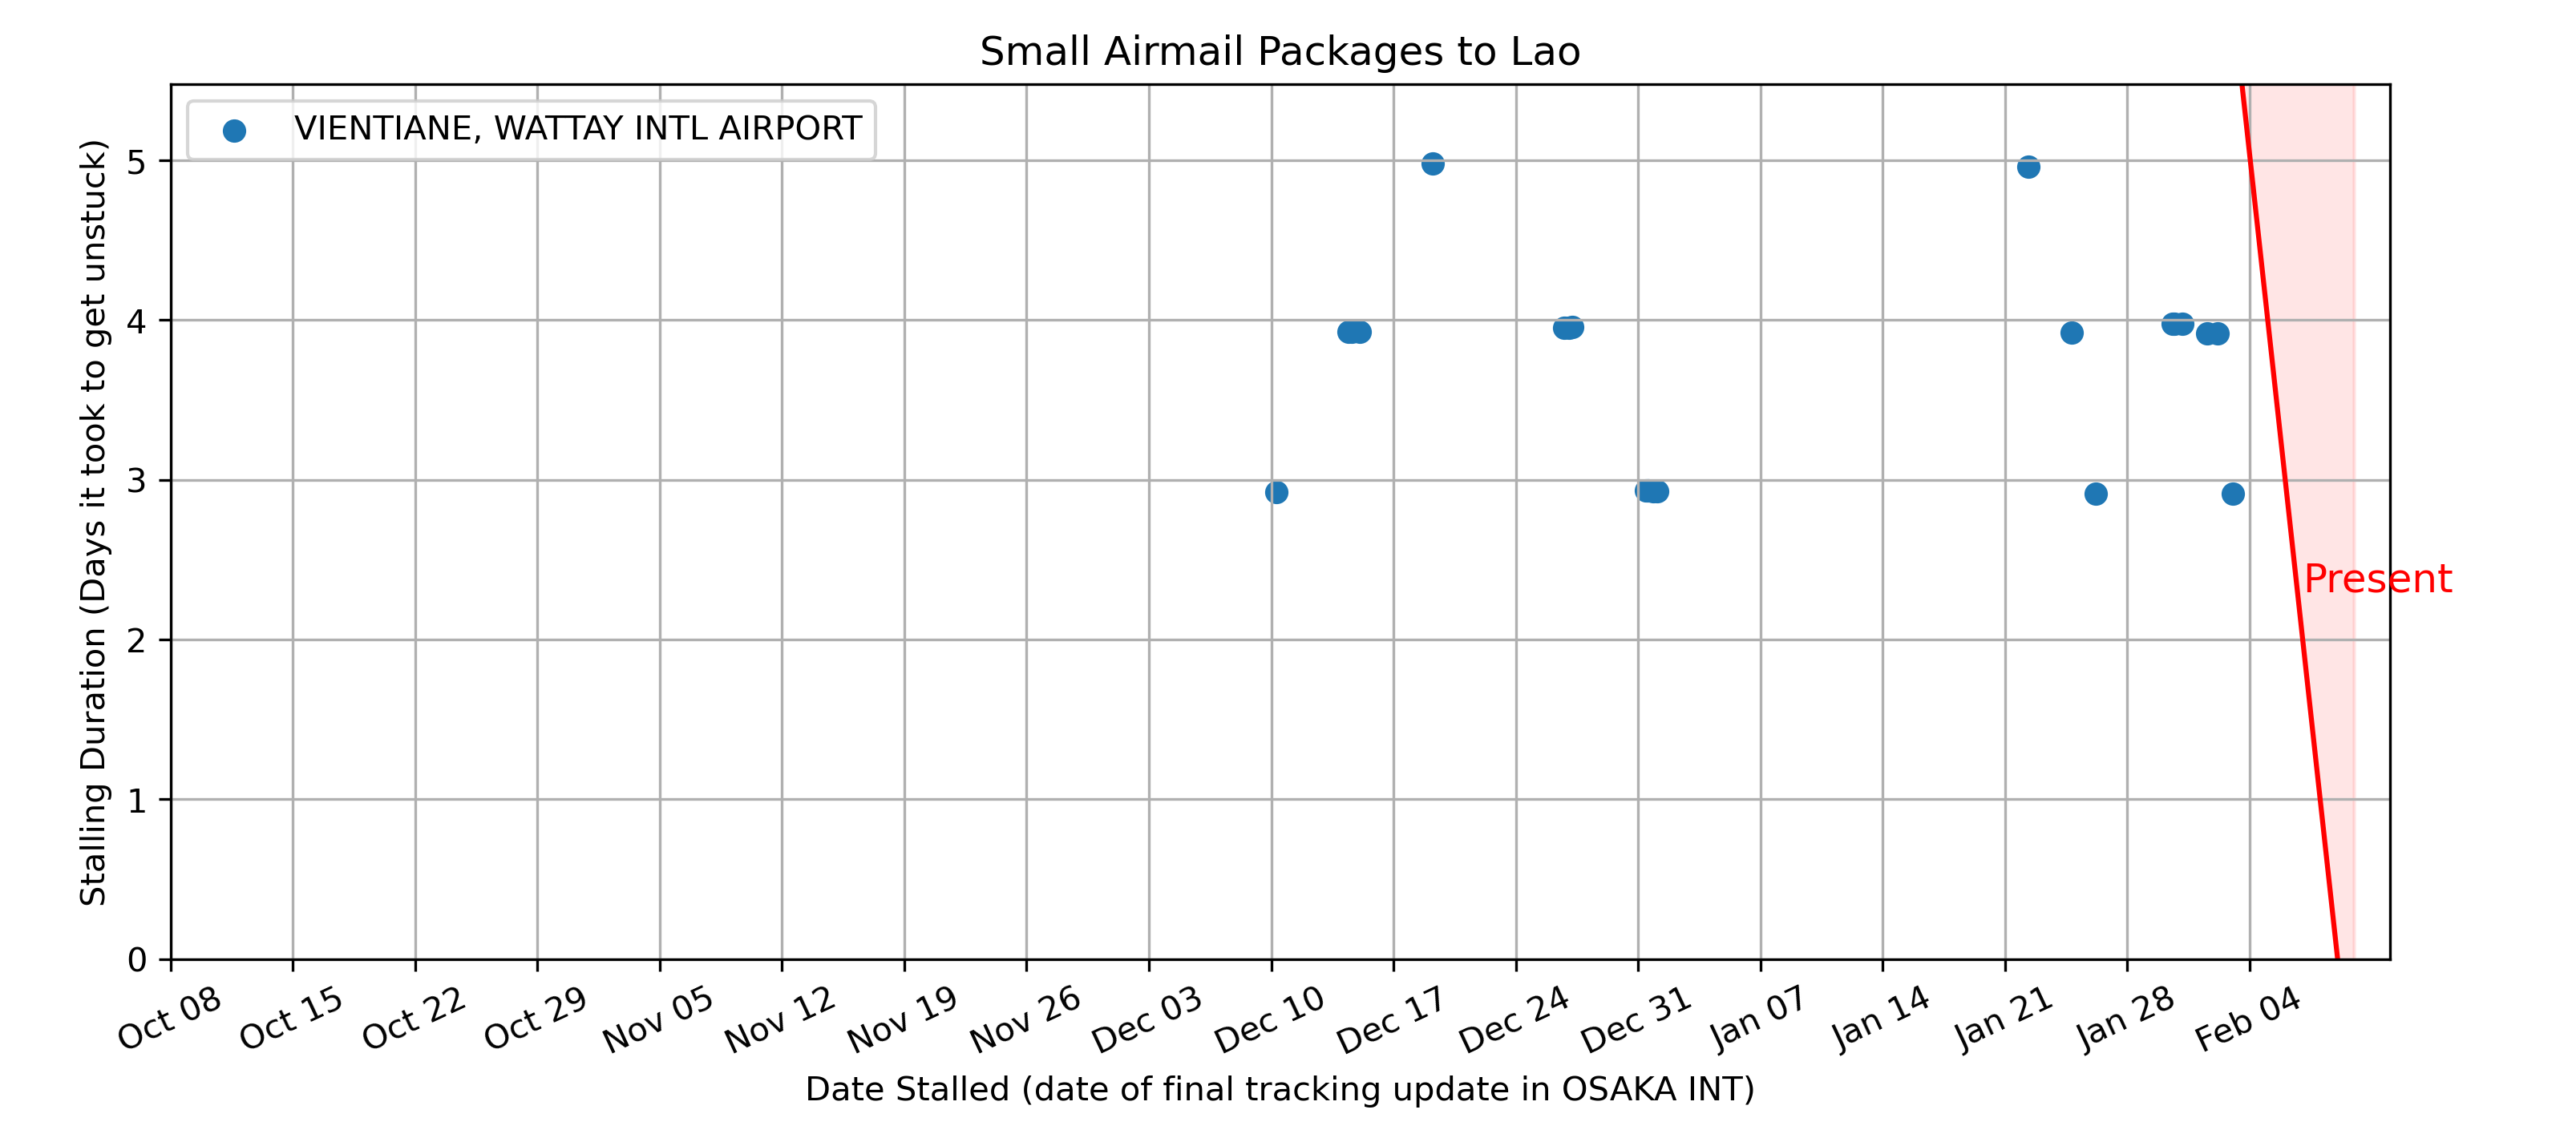 Small Airmail Packages to Lao
VIENTIANE, WATTAY INTL AIRPORT
Stalling Duration (Days it took to get unstuck)
5
4
3
2
1
0
Present
Oct 08
Oct 15
Oct 22
Oct 29
Nov 05
Nov 12
Nov 19
Nov 26
Dec 03
Dec 10
Dec 17
Dec 24
Dec 31
Jan 07
Jan 14
Jan 21
Jan 28
Feb 04
Date Stalled (date of final tracking update in OSAKA INT)